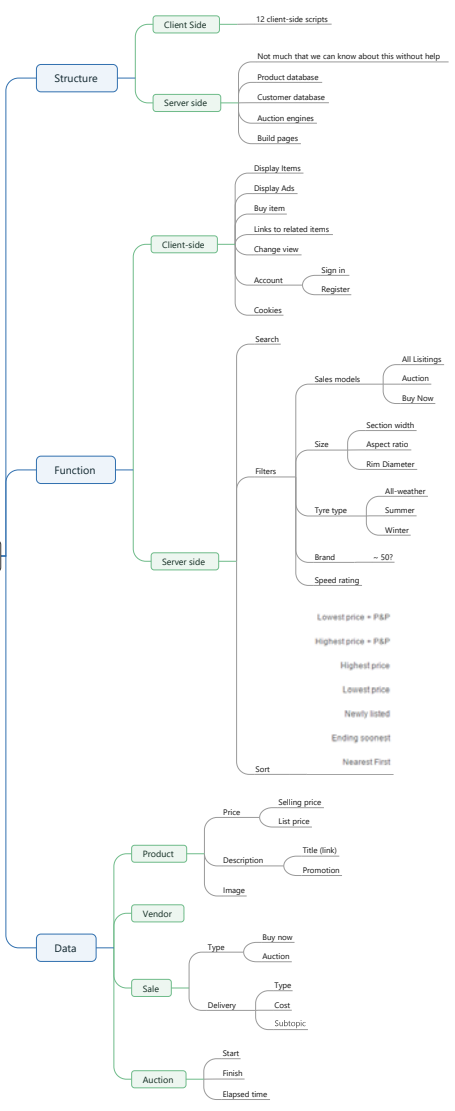 Structure
Client Side
12 client-side scripts
Server side
Not much that we can know about this without help
Product database
Customer database
Auction engines
Build pages
Function
Client-side
Display Items
Display Ads
Buy item
Links to related items
Change view
Account
Sign in
Register
Cookies
Server side
Search
Filters
Sales models
All Lisitings
Auction
Buy Now
Size
Section width
Aspect ratio
Rim Diameter
Tyre type
All-weather
Summer
Winter
Brand
~ 50?
Speed rating
Sort
Lowest price + P&P
Highest price + P&P
Highest price
Lowest price
Newly listed
Ending soonest
Nearest First
Data
Product
Price
Selling price
List price
Description
Title (link)
Promotion
Image
Vendor
Sale
Type
Buy now
Auction
Delivery
Type
Cost
Subtopic
Auction
Start
Finish
Elapsed time